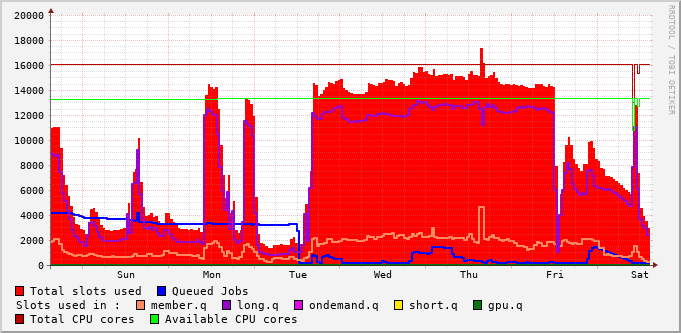 RRDTOOL / TOBI OETIKER
20000
18000
16000
14000
12000
10000
8000
6000
4000
2000
0
Sun Mon Tue Wed Thu Fri Sat
Total slots used Queued Jobs
Slots used in : member.q long.q ondemand.q short.q gpu.q
Total CPU cores Available CPU cores